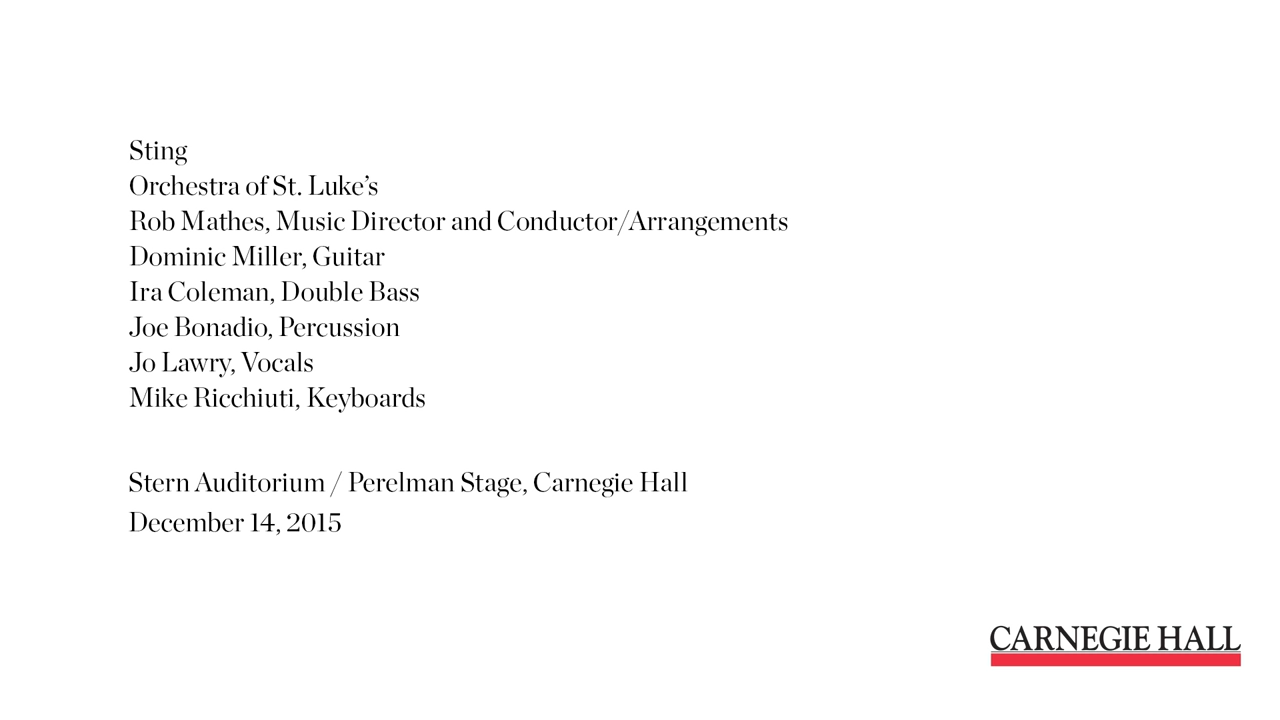 Sting
Orchestra of St. Luke’s
Rob Mathes, Music Director and Conductor/Arrangements
Dominic Miller, Guitar
Ira Coleman, Double Bass
Joe Bonadio, Percussion
Jo Lawry, Vocals
Mike Ricchiuti, Keyboards
Stern Auditorium / Perelman Stage, Carnegie Hall
December 14, 2015
CARNEGIE HALL